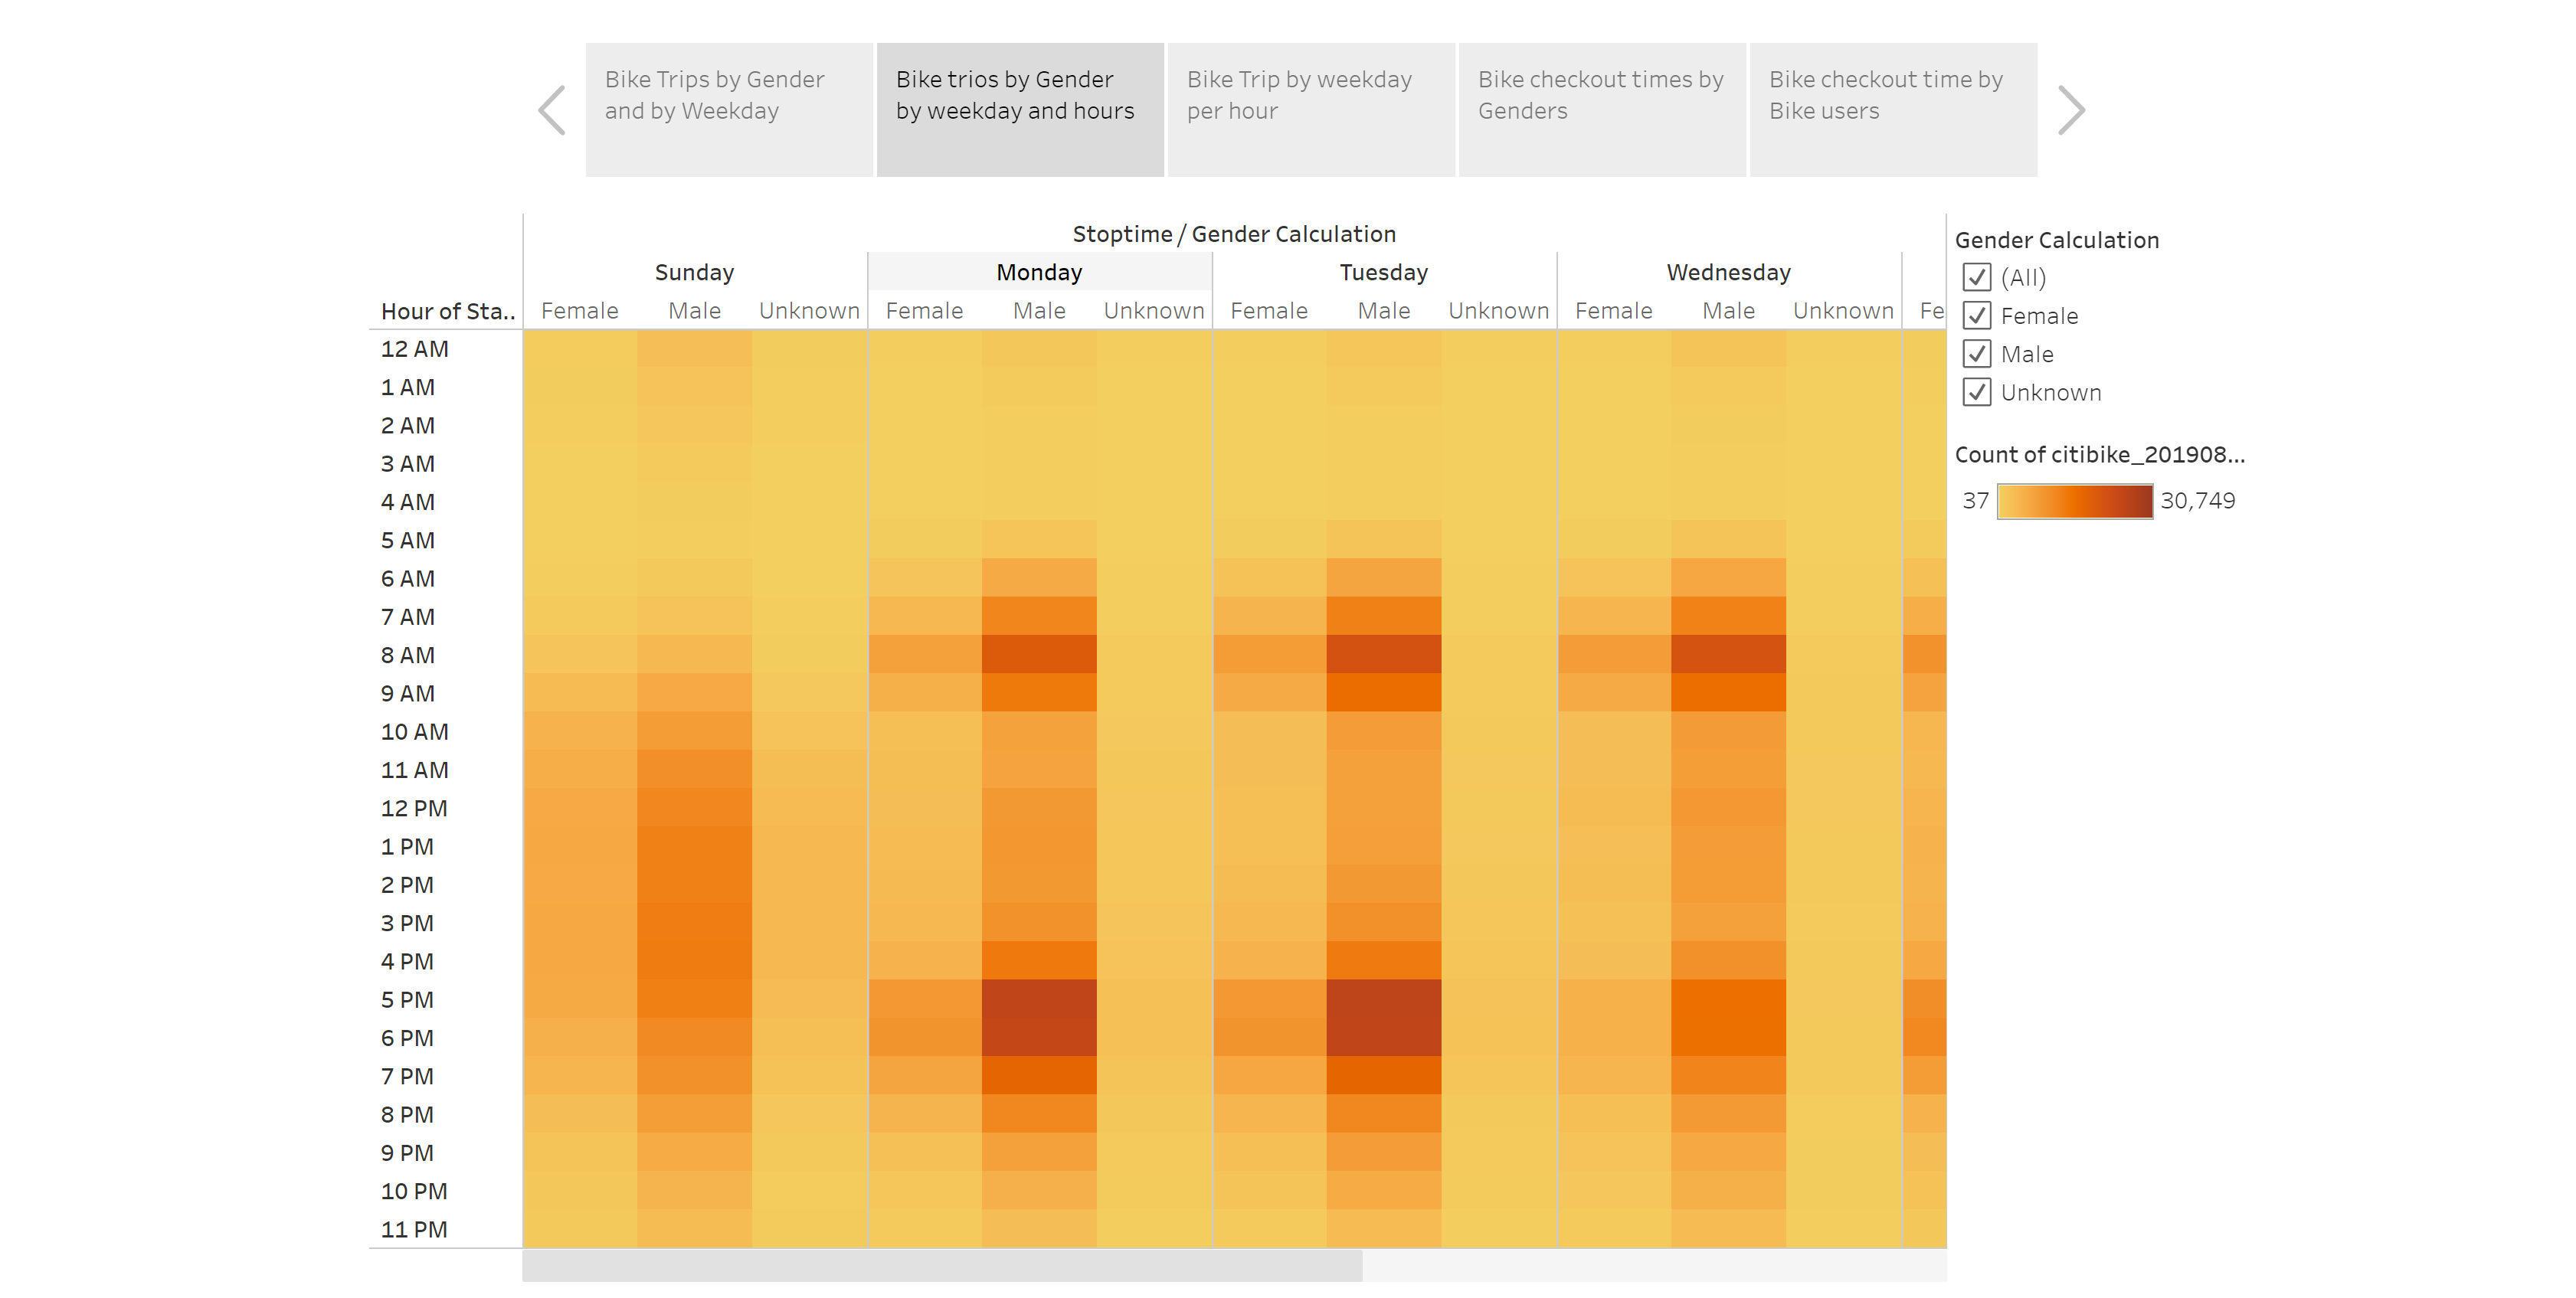 Bike Trips by Gender
and by Weekday
Bike trios by Gender
by weekday and hours
Bike Trip by weekday
per hour
Bike checkout times by
Genders
Bike checkout time by
Bike users
Stoptime / Gender Calculation
Sunday Monday Tuesday Wednesday
Hour of Sta.. Female Male Unknown Female Male Unknown Female Male Unknown Female Male Unknown Fe
12 AM
1 AM
2 AM
3 AM
4 AM
5 AM
6 AM
7 AM
8 AM
9 AM
10 AM
11 AM
12 PM
1 PM
2 PM
3 PM
4 PM
5 PM
6 PM
7 PM
8 PM
9 PM
10 PM
11 PM
Gender Calculation
(All)
Female
Male
Unknown
Count of citibike_201908...
37 30,749